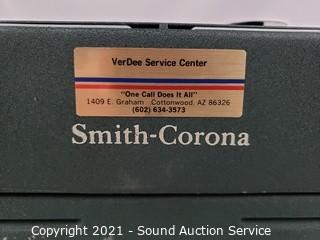 VerDee Service Center
"One Call Does It All"
1409 E. Graham Cottonwood, AZ 86326
(602) 634-3573
Smith-Corona
Copyright 2021 - Sound Auction Service